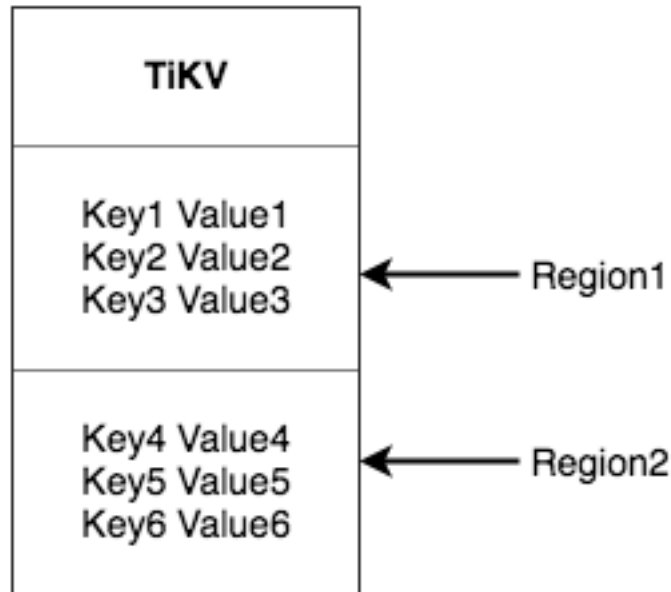 TiKV
Key1 Value1
Key2 Value2
Key3 Value3
Region1
Key4 Value4
Key5 Value5
Key6 Value6
Region2